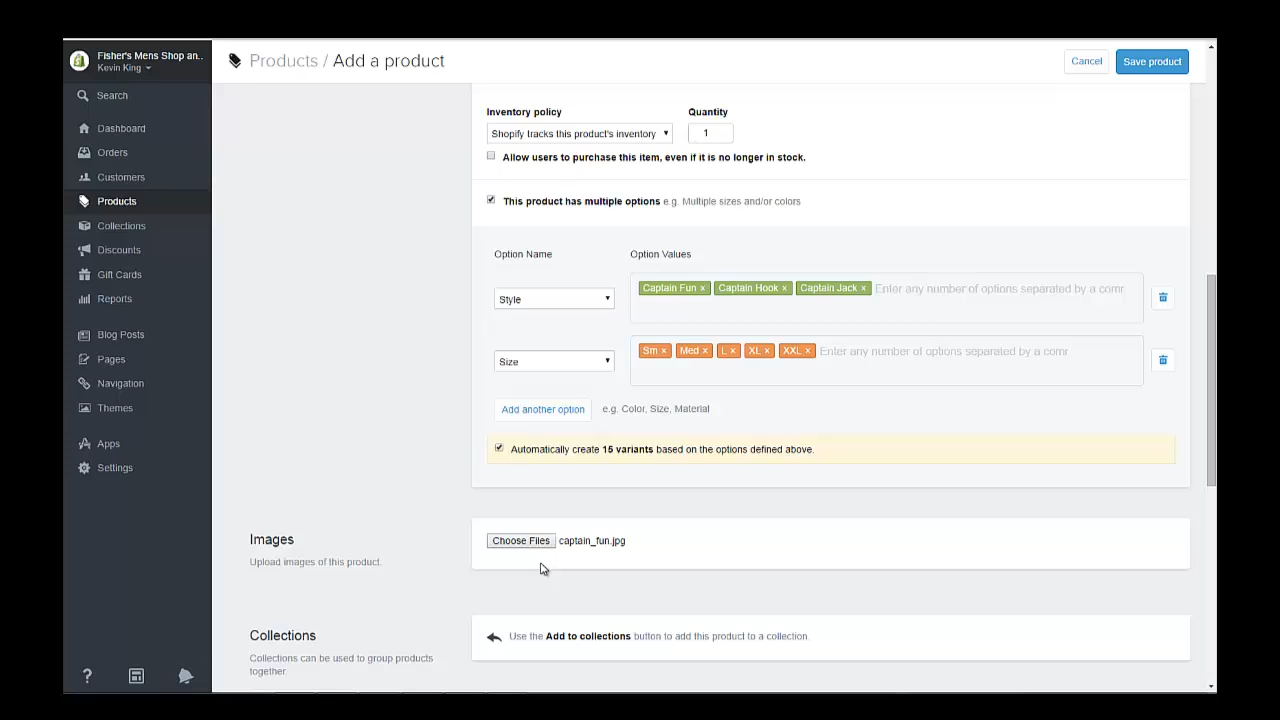 Fisher's Mens Shop an..
Kevin King
Products / Add a product
Cancel
Save product
Search
Dashboard
Orders
Customers
Products
Collections
Discounts
Gift Cards
Reports
Blog Posts
Pages
Navigation
Themes
Apps
Settings
?
Inventory policy
Quantity
Shopify tracks this product's inventory
1
Allow users to purchase this item, even if it is no longer in stock.
This product has multiple options e.g. Multiple sizes and/or colors
Option Name
Option Values
Style
Captain Fun × Captain Hook × Captain Jack × Enter any number of options separated by a comr
Size
Sm × Med × L × XL × XXL × Enter any number of options separated by a comr
Add another option
e.g. Color, Size, Material
Automatically create 15 variants based on the options defined above.
Images
Upload images of this product.
Choose Files captain_fun.jpg
Collections
Collections can be used to group products
together.
Use the Add to collections button to add this product to a collection.